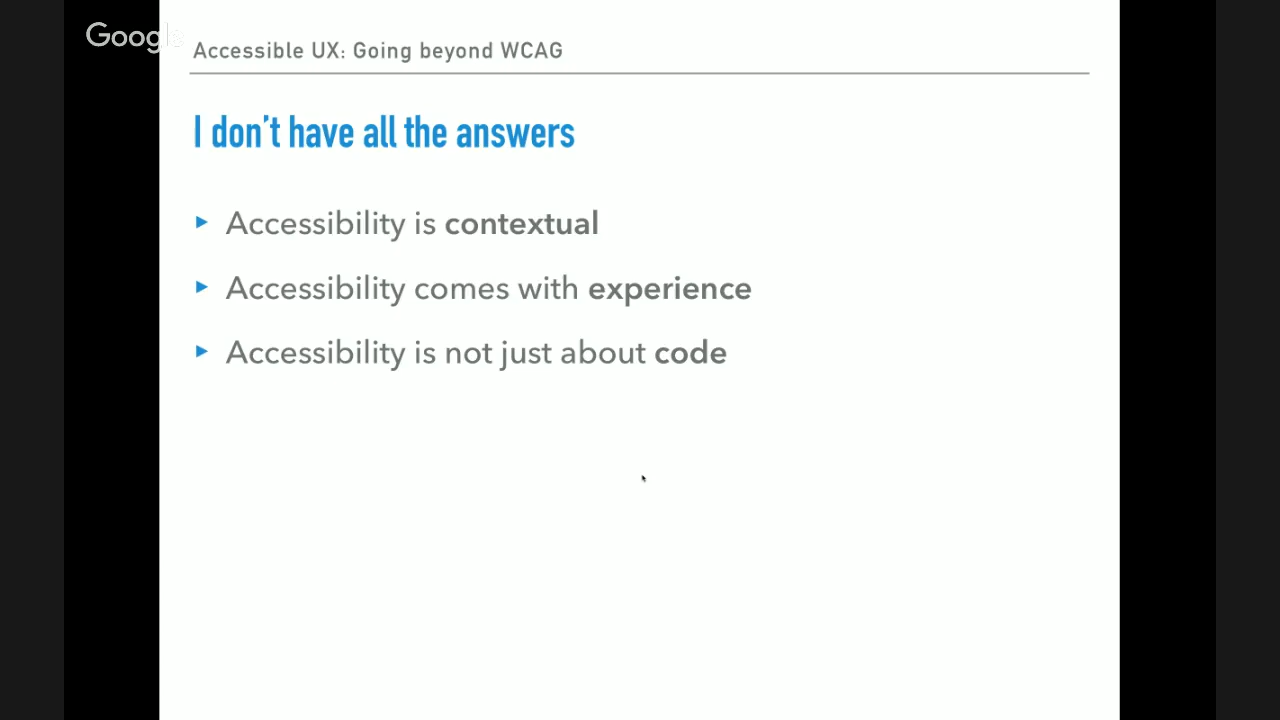 Google
Accessible UX: Going beyond WCAG
I don’t have all the answers
▸ Accessibility is contextual
▸ Accessibility comes with experience
▸ Accessibility is not just about code